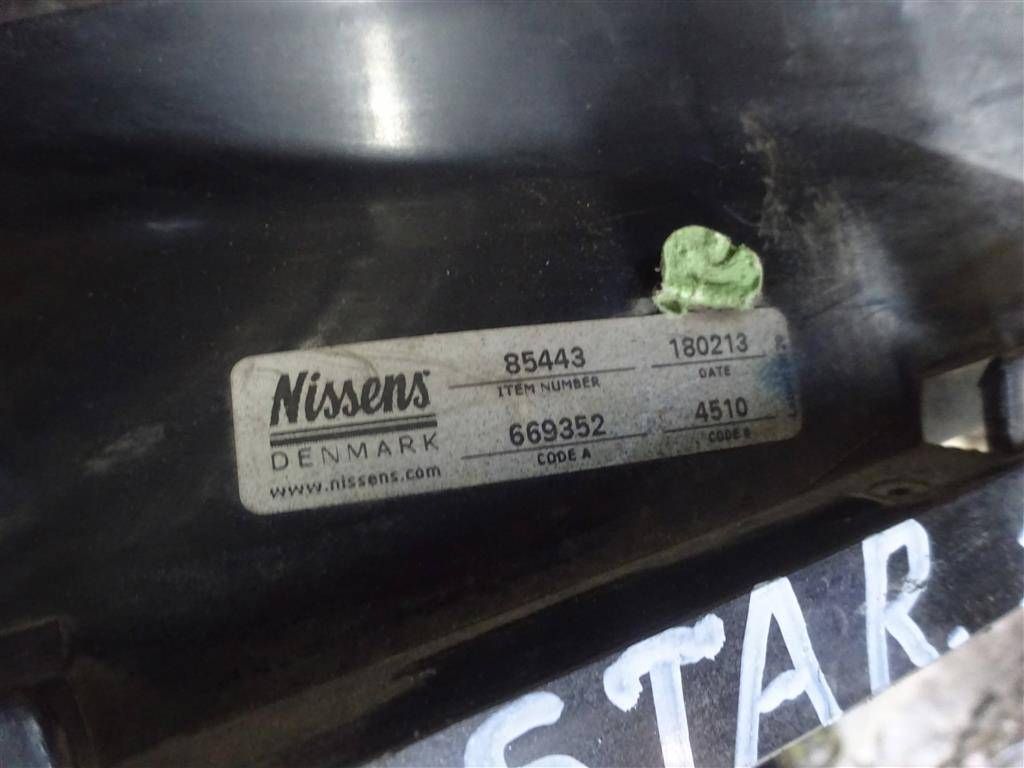 Nissens
DENMARK
www.nissens.com
85443
ITEM NUMBER
669352
CODE A
180213
DATE
4510
CODE B
STAR.